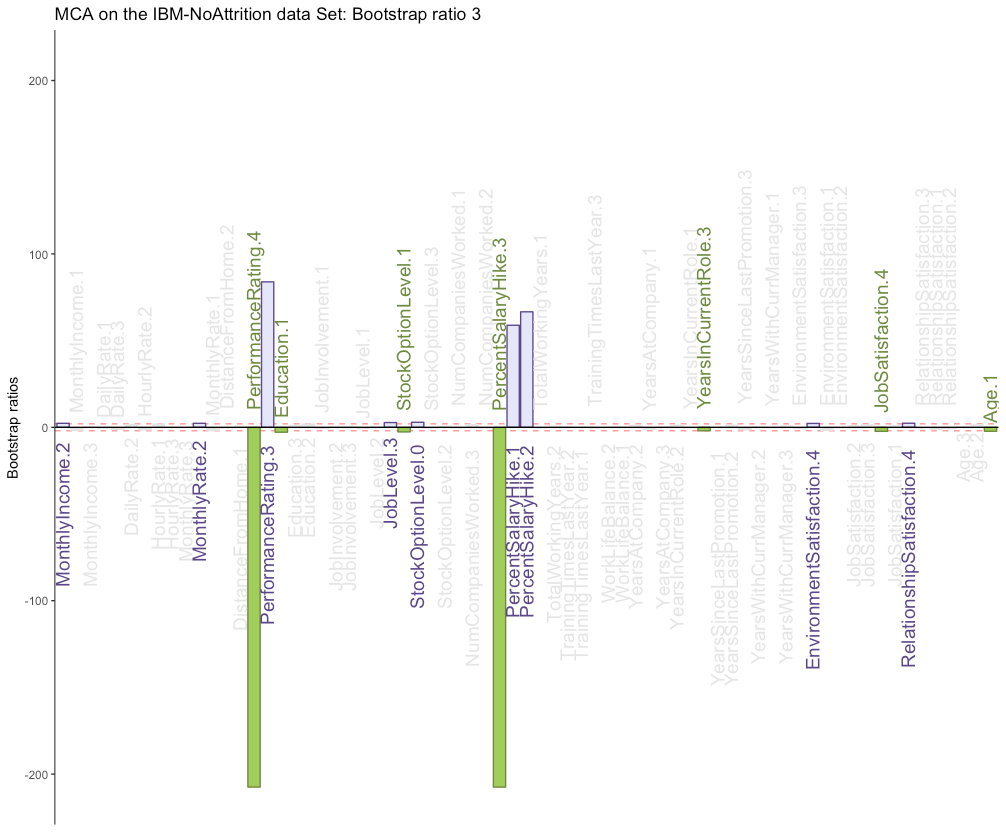 MCA on the IBM-NoAttrition data Set: Bootstrap ratio 3
Bootstrap ratios
200
100
0
-100
-200
MonthlyIncome.2
MonthlyIncome.1
MonthlyIncome.3
DailyRate.1
DailyRate.3
DailyRate.2
HourlyRate.2
HourlyRate.1
HourlyRate.3
MonthlyRate.2
MonthlyRate.1
DistanceFromHome.2
DistanceFromHome.1
PerformanceRating.4
PerformanceRating.3
Education.1
Education.3
Education.2
JobInvolvement.1
JobInvolvement.2
JobInvolvement.3
JobLevel.1
JobLevel.2
JobLevel.3
StockOptionLevel.1
StockOptionLevel.0
StockOptionLevel.3
StockOptionLevel.2
NumCompaniesWorked.1
NumCompaniesWorked.3
NumCompaniesWorked.2
PercentSalaryHike.3
PercentSalaryHike.1
PercentSalaryHike.2
TotalWorkingYears.1
TotalWorkingYears.2
TrainingTimesLastYear.2
TrainingTimesLastYear.1
TrainingTimesLastYear.3
WorkLifeBalance.2
WorkLifeBalance.1
YearsAtCompany.2
YearsAtCompany.1
YearsAtCompany.3
YearsInCurrentRole.2
YearsInCurrentRole.1
YearsInCurrentRole.3
YearsSinceLastPromotion.1
YearsSinceLastPromotion.2
YearsSinceLastPromotion.3
YearsWithCurrManager.2
YearsWithCurrManager.1
YearsWithCurrManager.3
EnvironmentSatisfaction.3
EnvironmentSatisfaction.4
EnvironmentSatisfaction.1
EnvironmentSatisfaction.2
JobSatisfaction.2
JobSatisfaction.3
JobSatisfaction.4
JobSatisfaction.1
RelationshipSatisfaction.4
RelationshipSatisfaction.3
RelationshipSatisfaction.1
RelationshipSatisfaction.2
Age.3
Age.2
Age.1